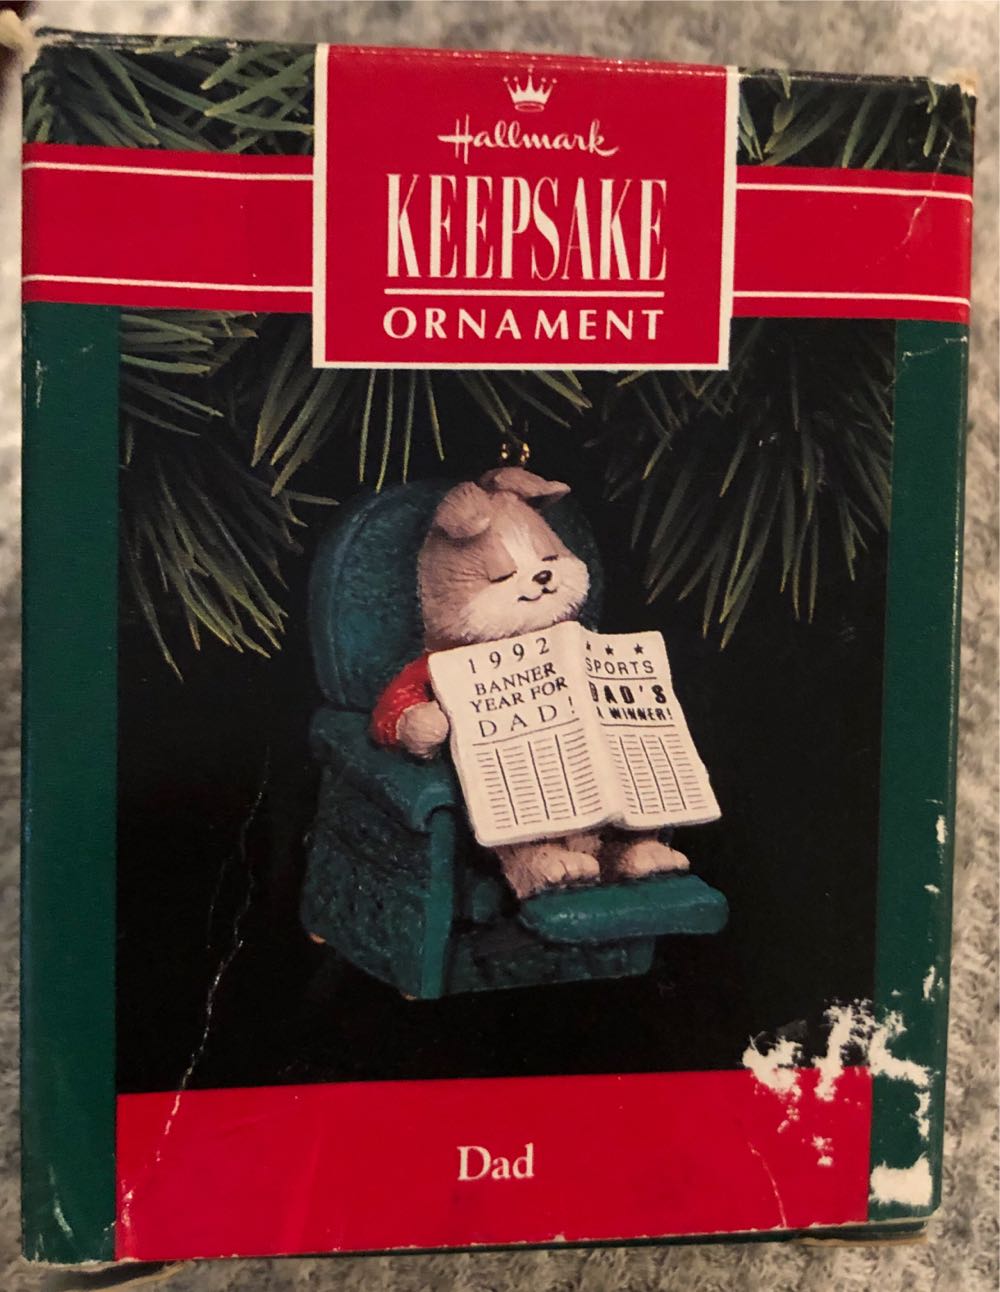 Hallmark
KEEPSAKE
ORNAMENT
1992
BANNER
YEAR FOR
DAD!
SPORTS
DAD'S
A WINNER!
Dad